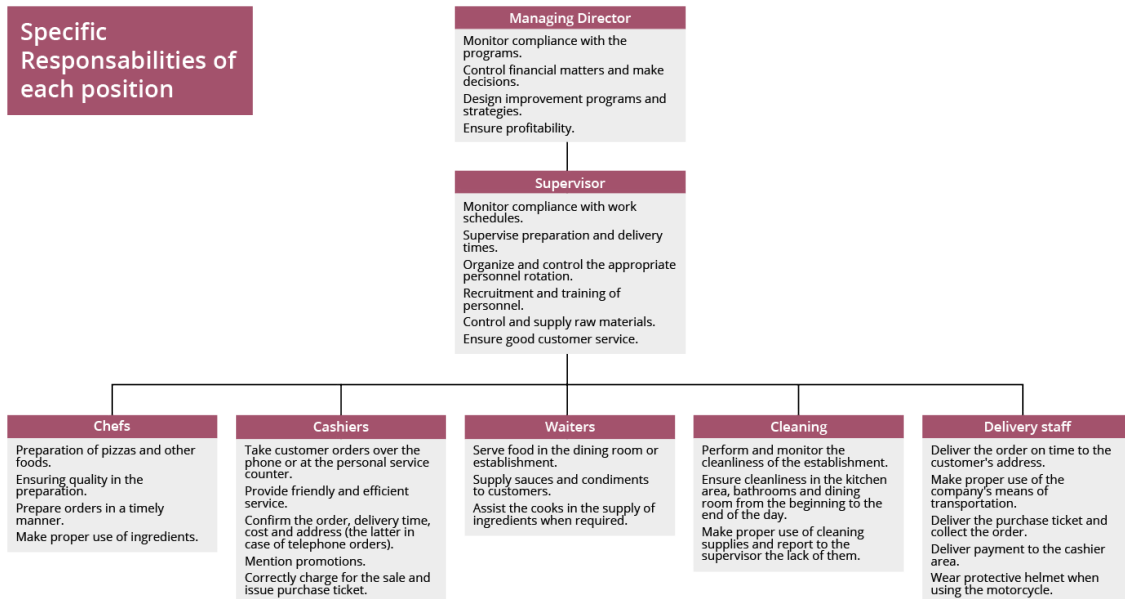 Specific
Responsabilities of
each position
Managing Director
Monitor compliance with the
programs.
Control financial matters and make
decisions.
Design improvement programs and
strategies.
Ensure profitability.
Supervisor
Monitor compliance with work
schedules.
Supervise preparation and delivery
times.
Organize and control the appropriate
personnel rotation.
Recruitment and training of
personnel.
Control and supply raw materials.
Ensure good customer service.
Chefs
Preparation of pizzas and other
foods.
Ensuring quality in the
preparation.
Prepare orders in a timely
manner.
Make proper use of ingredients.
Cashiers
Take customer orders over the
phone or at the personal service
counter.
Provide friendly and efficient
service.
Confirm the order, delivery time,
cost and address (the latter in
case of telephone orders).
Mention promotions.
Correctly charge for the sale and
issue purchase ticket.
Waiters
Serve food in the dining room or
establishment.
Supply sauces and condiments
to customers.
Assist the cooks in the supply of
ingredients when required.
Cleaning
Perform and monitor the
cleanliness of the establishment.
Ensure cleanliness in the kitchen
area, bathrooms and dining
room from the beginning to the
end of the day.
Make proper use of cleaning
supplies and report to the
supervisor the lack of them.
Delivery staff
Deliver the order on time to the
customer's address.
Make proper use of the
company's means of
transportation.
Deliver the purchase ticket and
collect the order.
Deliver payment to the cashier
area.
Wear protective helmet when
using the motorcycle.